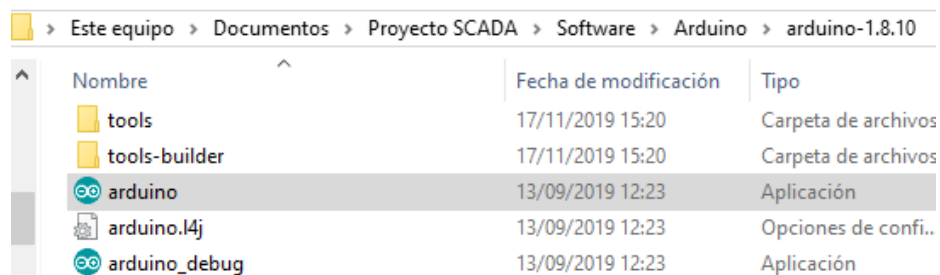 Este equipo > Documentos > Proyecto SCADA > Software > Arduino > arduino-1.8.10
Nombre Fecha de modificación Tipo
tools 17/11/2019 15:20 Carpeta de archivos
tools-builder 17/11/2019 15:20 Carpeta de archivos
arduino 13/09/2019 12:23 Aplicación
arduino.l4j 13/09/2019 12:23 Opciones de confi...
arduino_debug 13/09/2019 12:23 Aplicación